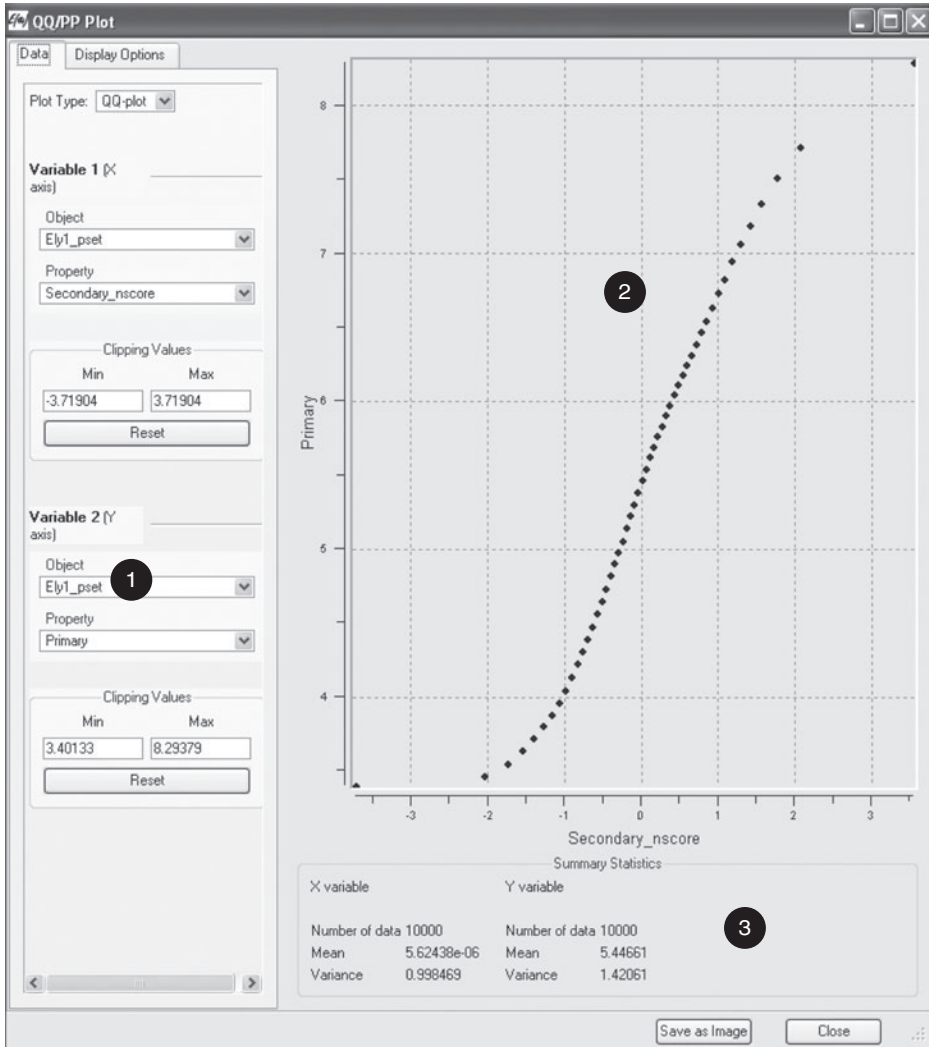 QQ/PP Plot
Data
Display Options
Plot Type: QQ-plot
Variable 1 (X
axis)
Object
Ely1_pset
Property
Secondary_nscore
Clipping Values
Min Max
-3.71904 3.71904
Reset
Variable 2 (Y
axis)
Object
Ely1_pset
1
Property
Primary
Clipping Values
Min Max
3.40133 8.29379
Reset
8
7
6
5
4
Primary
2
-3 -2 -1 0 1 2 3
Secondary_nscore
Summary Statistics
X variable Y variable
Number of data 10000 Number of data 10000
Mean 5.62438e-06 Mean 5.44661
Variance 0.998469 Variance 1.42061
3
Save as Image Close